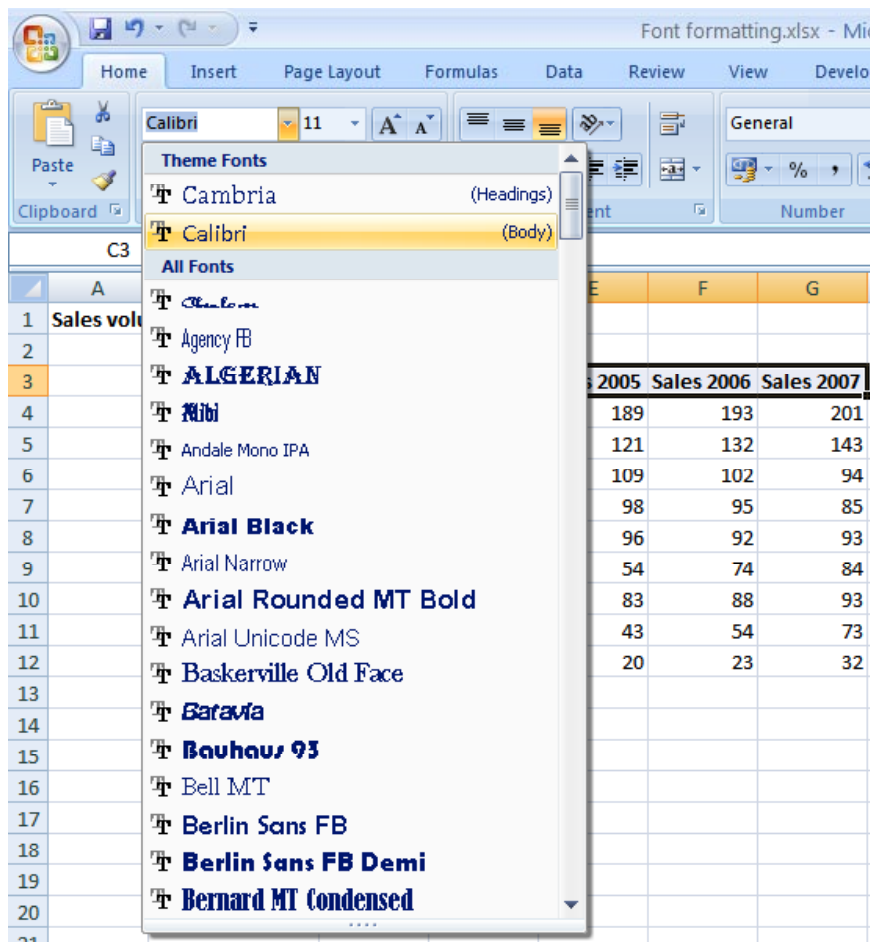 Font formatting.xlsx - Mi
Home Insert Page Layout Formulas Data Review View Develo
Calibri 11 A A General
Paste % ,
Clipboard ent Number
Theme Fonts
Cambria (Headings)
Calibri (Body)
All Fonts
Agency FB
ALGERIAN
Alibi
Andale Mono IPA
Arial
Arial Black
Arial Narrow
Arial Rounded MT Bold
Arial Unicode MS
Baskerville Old Face
Batavia
Bauhaus 93
Bell MT
Berlin Sans FB
Berlin Sans FB Demi
Bernard MT Condensed
C3
A E F G
1 Sales volu
2
3 s 2005 Sales 2006 Sales 2007
4 189 193 201
5 121 132 143
6 109 102 94
7 98 95 85
8 96 92 93
9 54 74 84
10 83 88 93
11 43 54 73
12 20 23 32
13
14
15
16
17
18
19
20
21